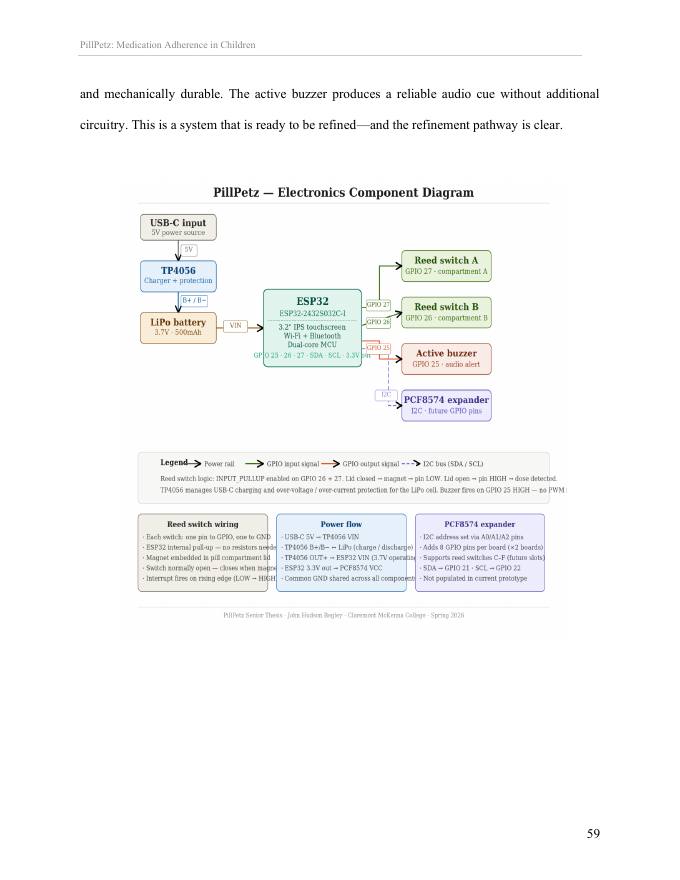 PillPetz: Medication Adherence in Children
and mechanically durable. The active buzzer produces a reliable audio cue without additional
circuitry. This is a system that is ready to be refined—and the refinement pathway is clear.
PillPetz — Electronics Component Diagram
USB-C input
5V power source
5V
TP4056
Charger + protection
B+ / B−
LiPo battery
3.7V · 500mAh
VIN
ESP32
ESP32-2432S032C-I
3.2" IPS touchscreen
Wi-Fi + Bluetooth
Dual-core MCU
GPIO 25 · 26 · 27 · SDA · SCL · 3.3V
GPIO 27
GPIO 26
GPIO 25
I2C
Reed switch A
GPIO 27 · compartment A
Reed switch B
GPIO 26 · compartment B
Active buzzer
GPIO 25 · audio alert
PCF8574 expander
I2C · future GPIO pins
Legend
Power rail
GPIO input signal
GPIO output signal
I2C bus (SDA / SCL)
Reed switch logic: INPUT_PULLUP enabled on GPIO 26 + 27. Lid closed → magnet → pin LOW. Lid open → pin HIGH → dose detected.
TP4056 manages USB-C charging and over-voltage / over-current protection for the LiPo cell. Buzzer fires on GPIO 25 HIGH — no PWM
Reed switch wiring
· Each switch: one pin to GPIO, one to GND
· ESP32 internal pull-up — no resistors neede
· Magnet embedded in pill compartment lid
· Switch normally open — closes when magne
· Interrupt fires on rising edge (LOW → HIGH
Power flow
· USB-C 5V → TP4056 VIN
· TP4056 B+/B− ↔ LiPo (charge / discharge)
· TP4056 OUT+ → ESP32 VIN (3.7V operating
· ESP32 3.3V out → PCF8574 VCC
· Common GND shared across all components
PCF8574 expander
· I2C address set via A0/A1/A2 pins
· Adds 8 GPIO pins per board (×2 boards)
· Supports reed switches C–F (future slots)
· SDA → GPIO 21 · SCL → GPIO 22
· Not populated in current prototype
PillPetz Senior Thesis · John Hudson Begley · Claremont McKenna College · Spring 2026
59